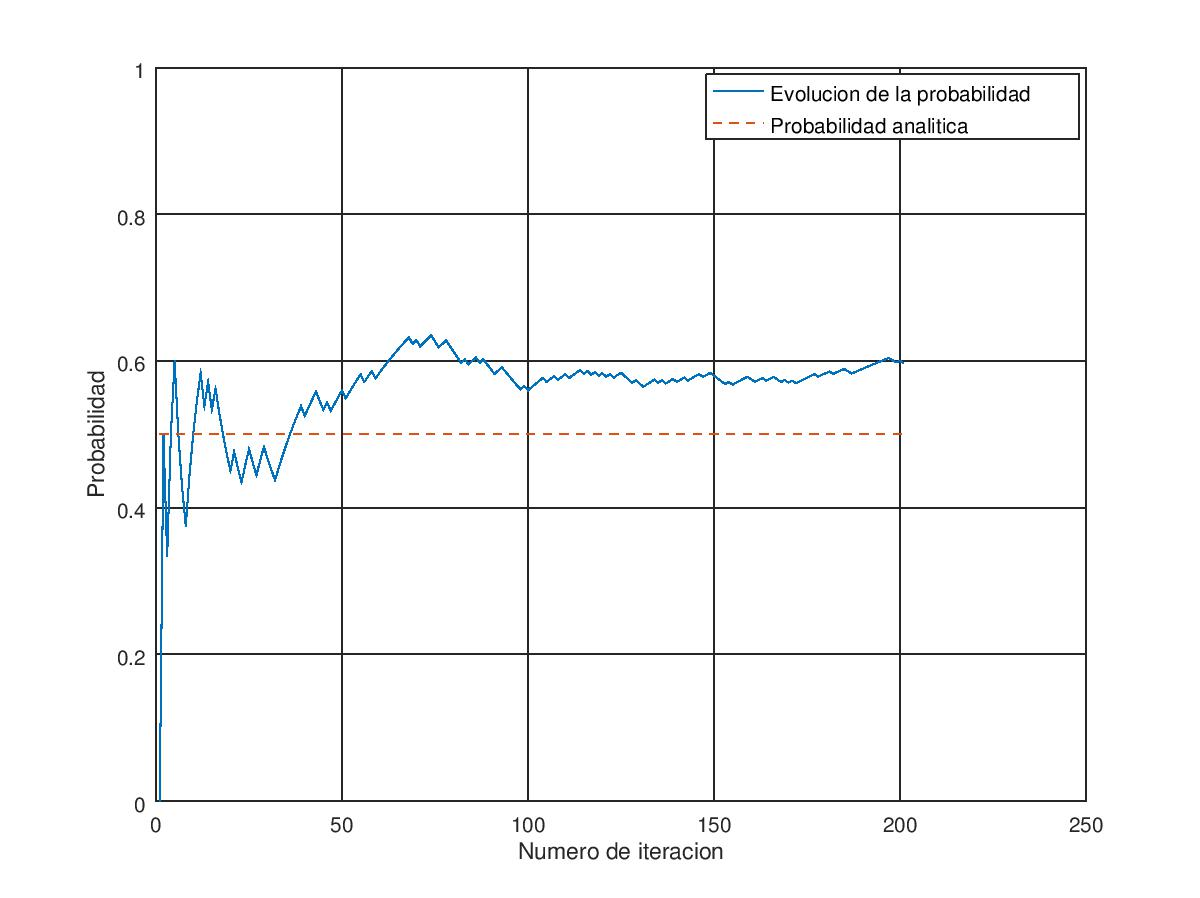 1
Evolucion de la probabilidad
Probabilidad analitica
0.8
0.6
Probabilidad
0.4
0.2
0
0 50 100 150 200 250
Numero de iteracion